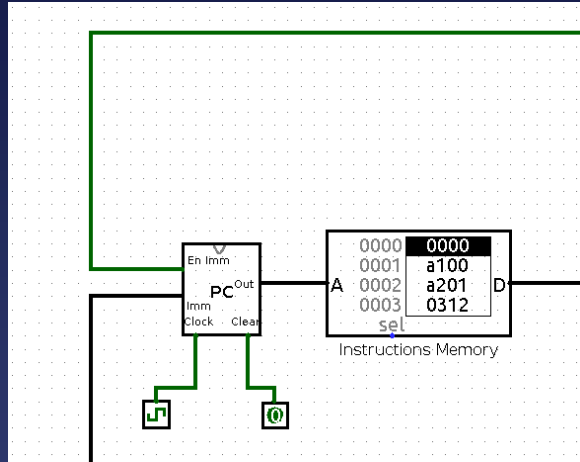 En Imm
PC
Out
Imm
Clock Clear
0
A
0000 0000
0001 a100
0002 a201
0003 0312
D
sel
Instructions Memory